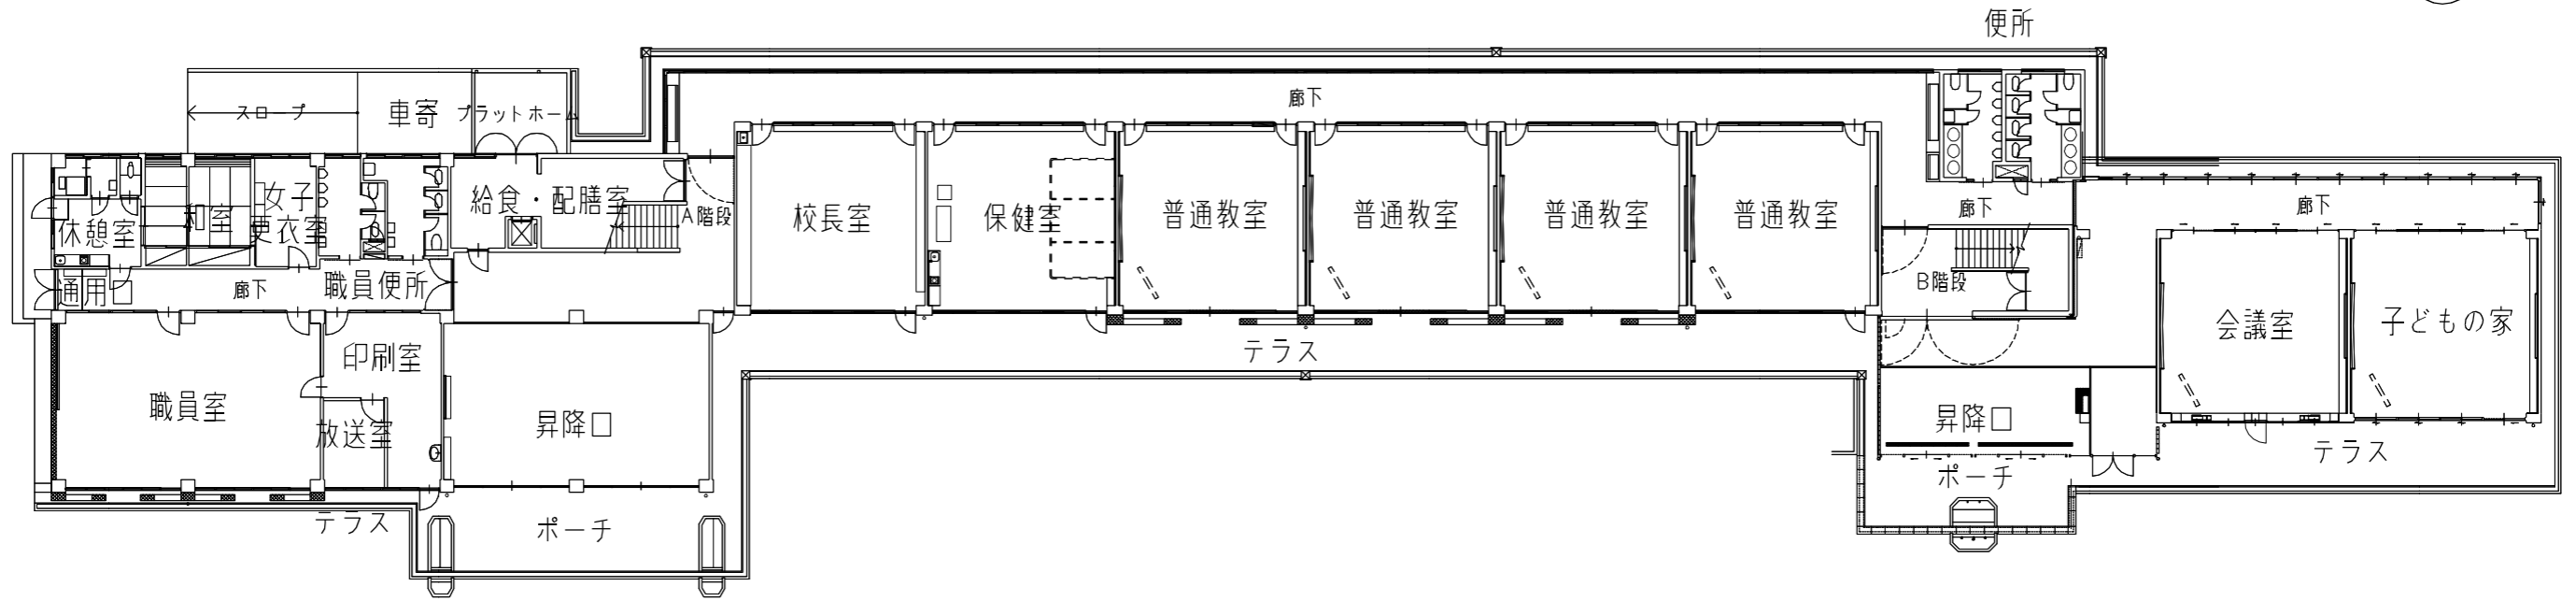 便所
スロープ
車寄
プラットホーム
廊下
休憩室
和室
女子
更衣室
給食・配膳室
A階段
校長室
保健室
普通教室
普通教室
普通教室
普通教室
廊下
廊下
通用口
廊下
職員便所
B階段
会議室
子どもの家
印刷室
テラス
職員室
放送室
昇降口
昇降口
テラス
ポーチ
テラス
ポーチ